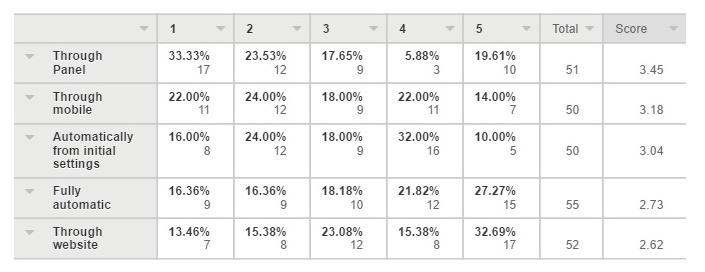 1 2 3 4 5 Total Score
Through Panel 33.33% 17 23.53% 12 17.65% 9 5.88% 3 19.61% 10 51 3.45
Through mobile 22.00% 11 24.00% 12 18.00% 9 22.00% 11 14.00% 7 50 3.18
Automatically from initial settings 16.00% 8 24.00% 12 18.00% 9 32.00% 16 10.00% 5 50 3.04
Fully automatic 16.36% 9 16.36% 9 18.18% 10 21.82% 12 27.27% 15 55 2.73
Through website 13.46% 7 15.38% 8 23.08% 12 15.38% 8 32.69% 17 52 2.62